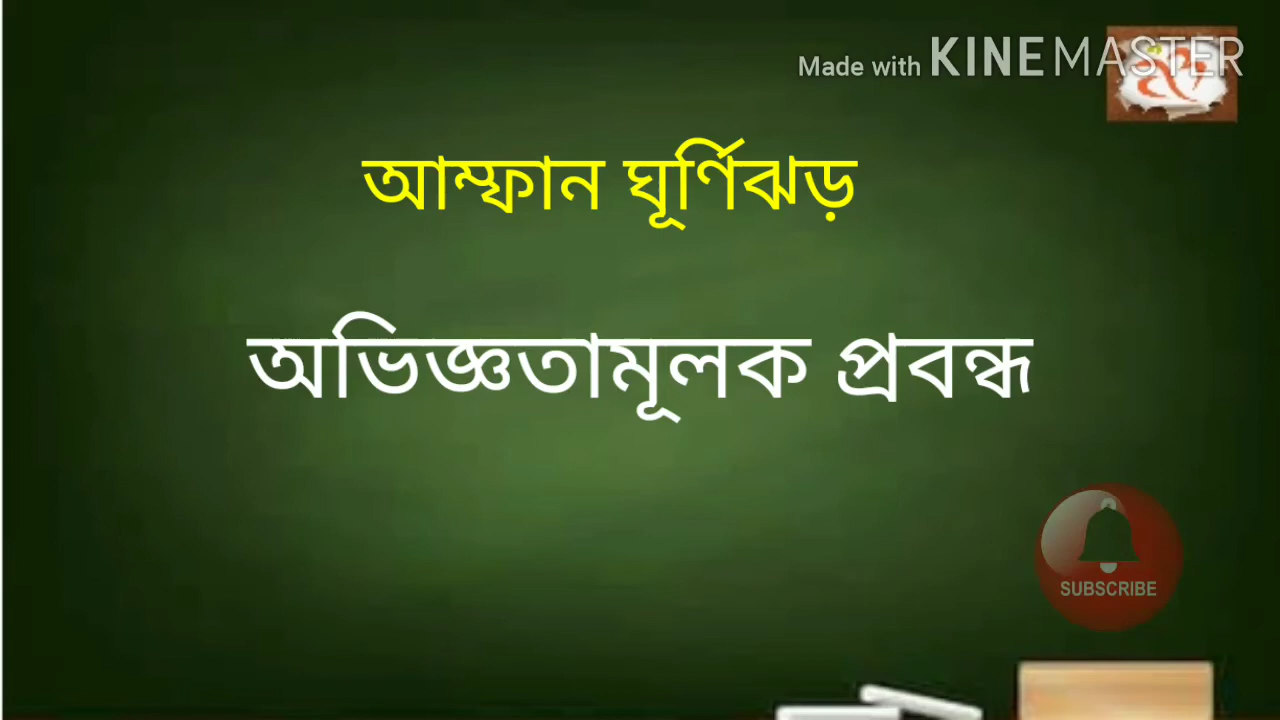 Made with KINEMASTER
আম্ফান ঘূর্ণিঝড়
অভিজ্ঞতামূলক প্রবন্ধ
SUBSCRIBE